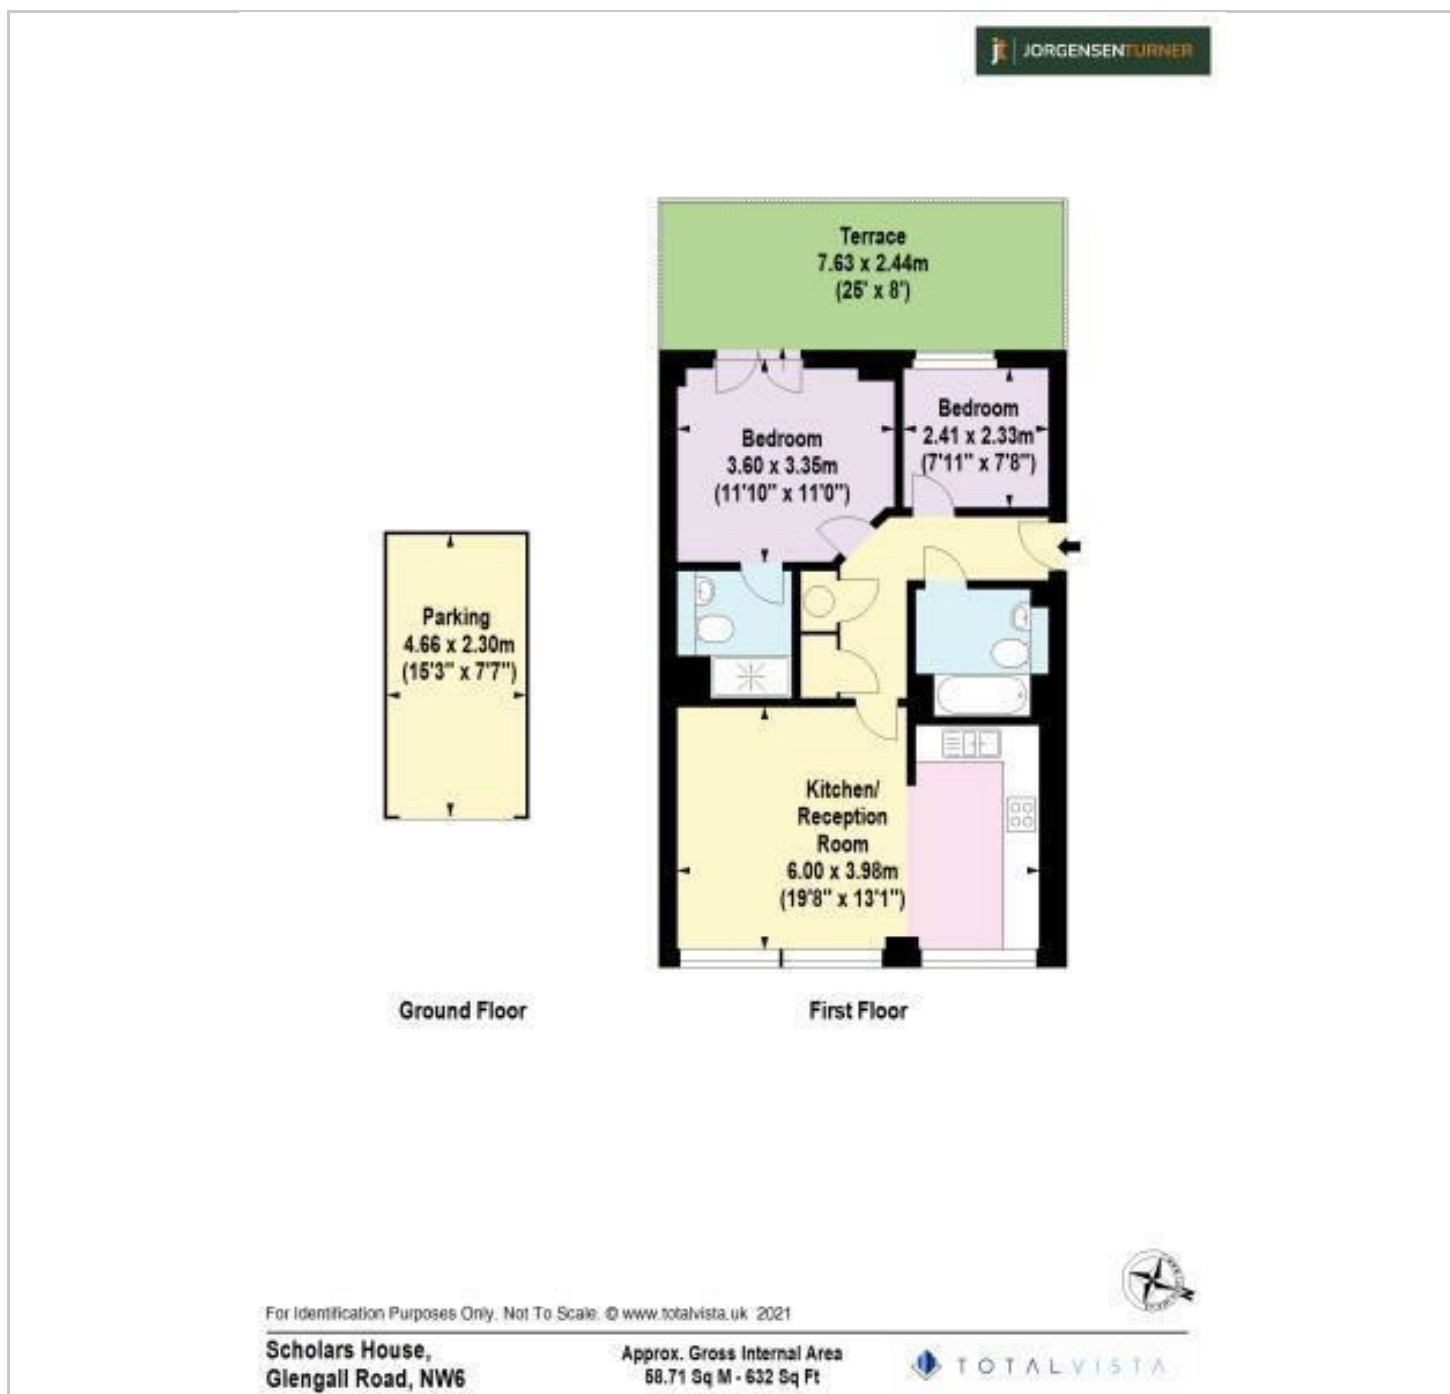 jt JORGENSENTURNER
Terrace
7.63 x 2.44m
(25' x 8')
Bedroom
3.60 x 3.35m
(11'10" x 11'0")
Bedroom
2.41 x 2.33m
(7'11" x 7'8")
Parking
4.66 x 2.30m
(15'3" x 7'7")
Kitchen/
Reception
Room
6.00 x 3.98m
(19'8" x 13'1")
Ground Floor
First Floor
N
For Identification Purposes Only. Not To Scale. © www.totalvista.uk 2021
Scholars House,
Glengall Road, NW6
Approx. Gross Internal Area
58.71 Sq M - 632 Sq Ft
TOTALVISTA